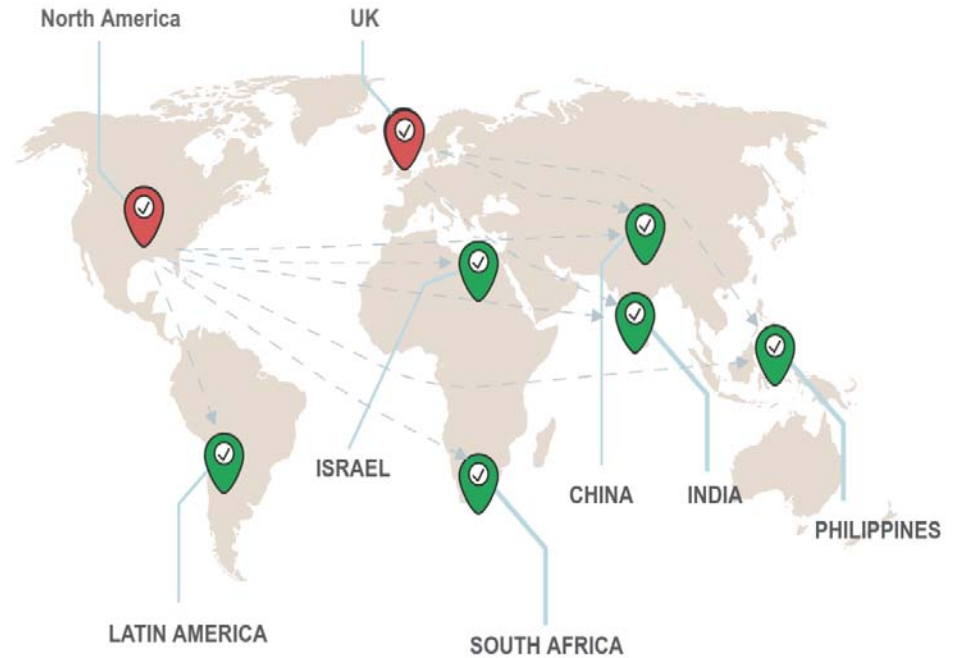 North America
UK
ISRAEL
CHINA
INDIA
PHILIPPINES
LATIN AMERICA
SOUTH AFRICA